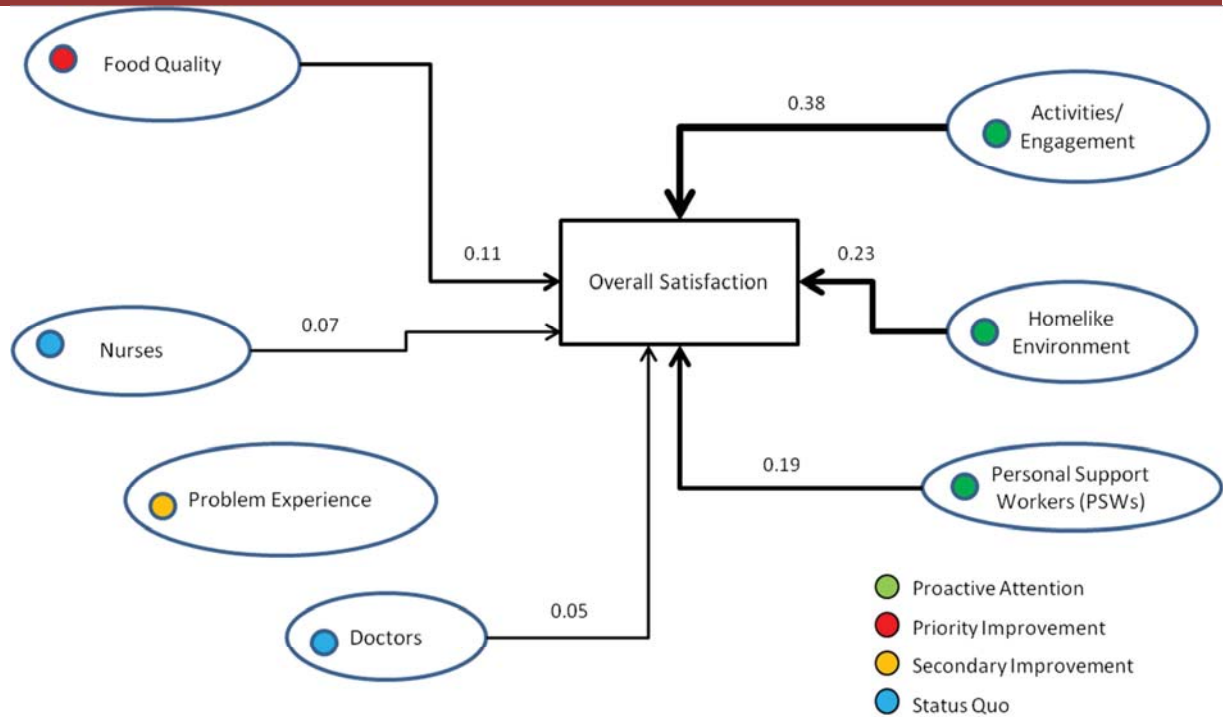 Food Quality
0.38
Activities/
Engagement
0.11
Overall Satisfaction
0.23
Homelike
Environment
0.07
Nurses
Problem Experience
0.19
Personal Support
Workers (PSWs)
Doctors
0.05
Proactive Attention
Priority Improvement
Secondary Improvement
Status Quo